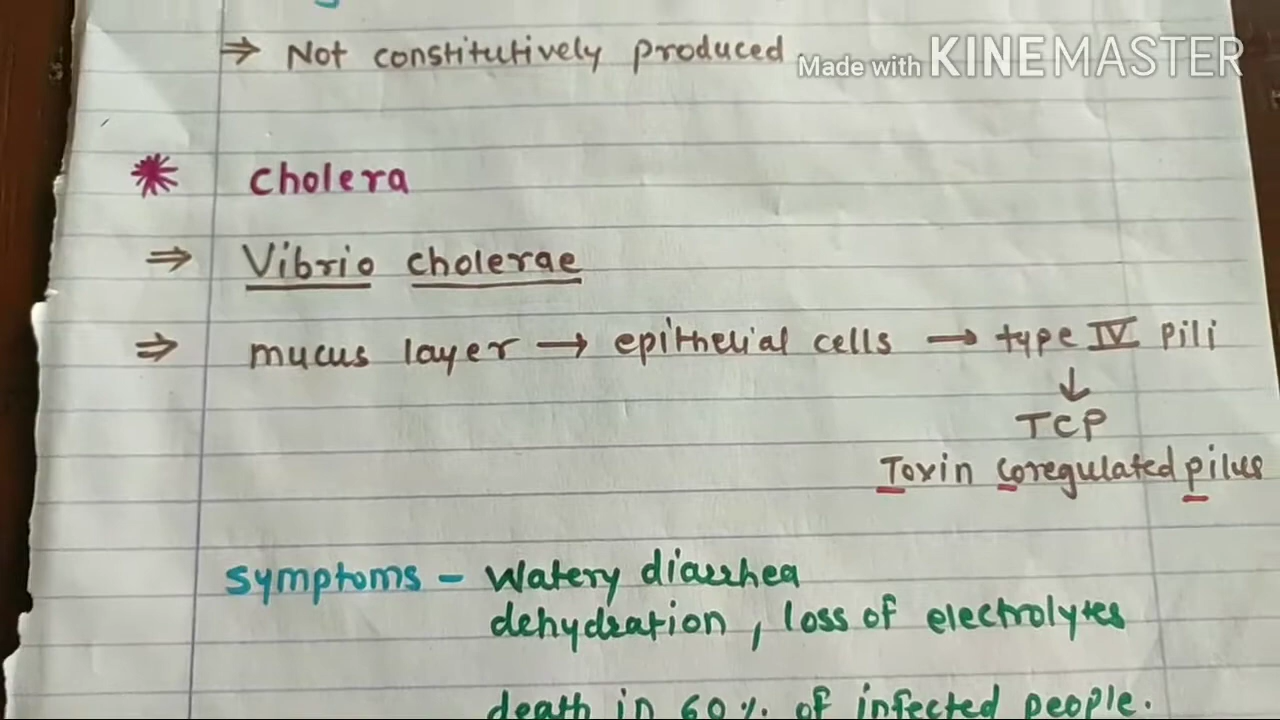 ⇒ Not constitutively produced
Made with KINEMASTER
* Cholera
⇒ Vibrio cholerae
⇒ mucus layer → epithelial cells → type IV Pili
↓
TCP
Toxin coregulated pilus
Symptoms - Watery diarrhea
dehydration, loss of electrolytes
death in 60% of infected people.